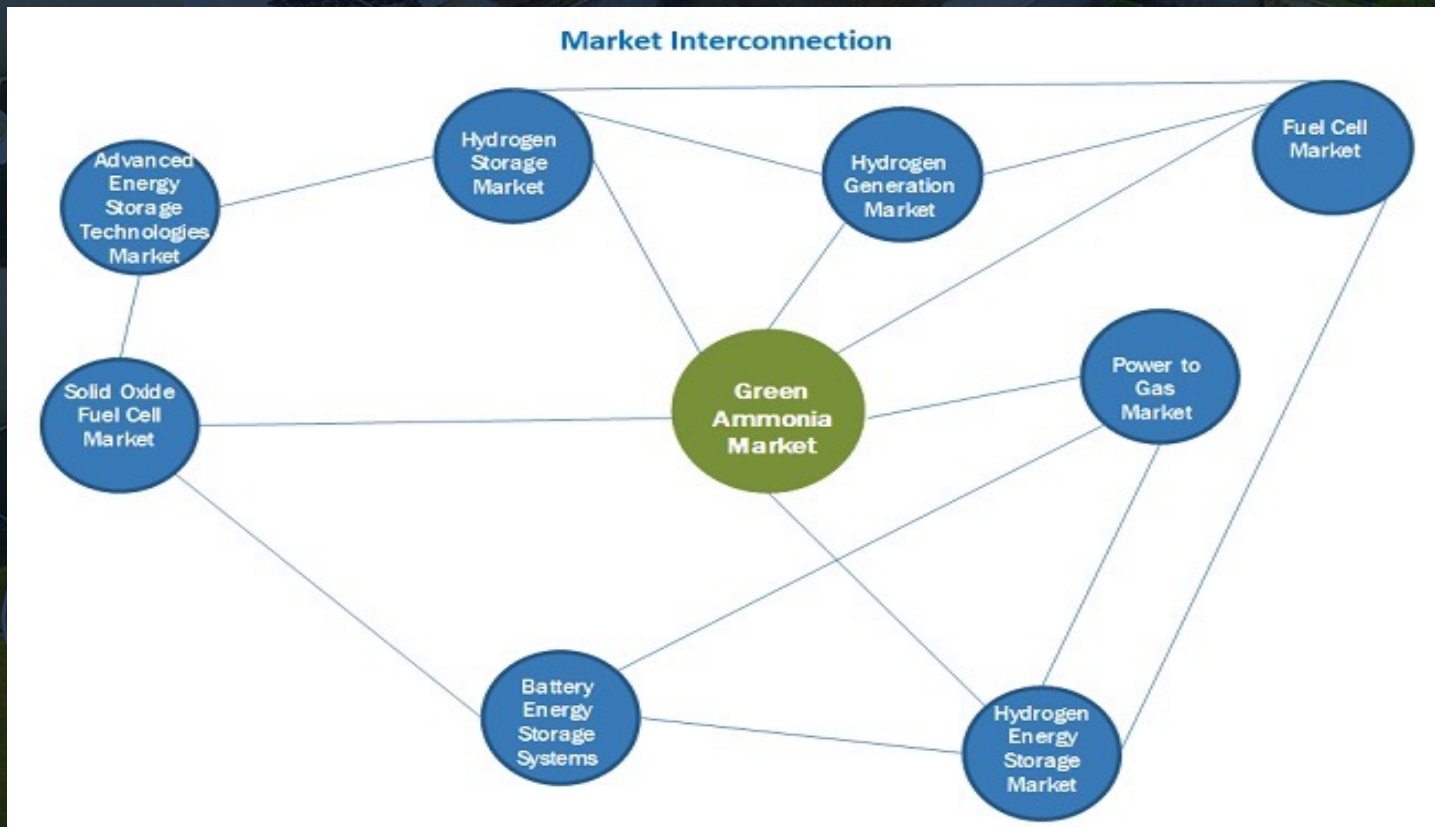 Market Interconnection
Hydrogen
Storage
Market
Fuel Cell
Market
Advanced
Energy
Storage
Technologies
Market
Hydrogen
Generation
Market
Solid Oxide
Fuel Cell
Market
Green
Ammonia
Market
Power to
Gas
Market
Battery
Energy
Storage
Systems
Hydrogen
Energy
Storage
Market